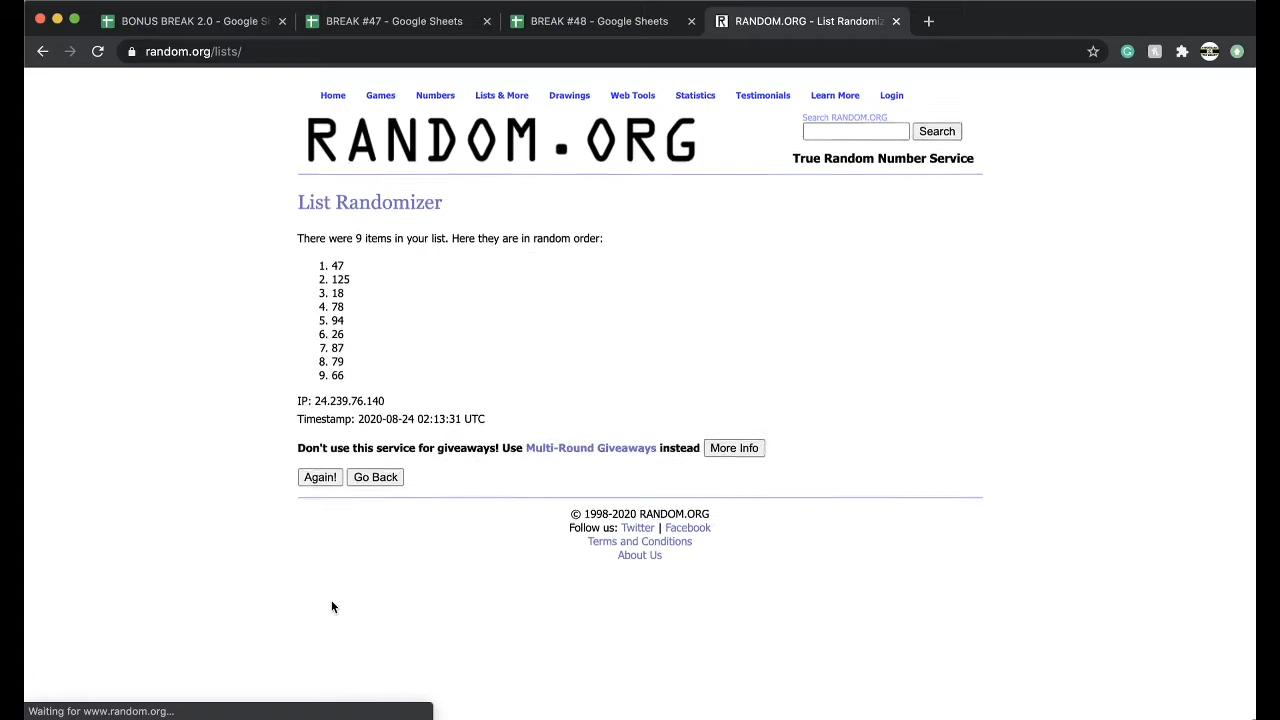 BONUS BREAK 2.0 - Google Sh
BREAK #47 - Google Sheets
BREAK #48 - Google Sheets
RANDOM.ORG - List Randomiz
random.org/lists/
Home Games Numbers Lists & More Drawings Web Tools Statistics Testimonials Learn More Login
RANDOM.ORG
Search RANDOM.ORG
Search
True Random Number Service
List Randomizer
There were 9 items in your list. Here they are in random order:
1. 47
2. 125
3. 18
4. 78
5. 94
6. 26
7. 87
8. 79
9. 66
IP: 24.239.76.140
Timestamp: 2020-08-24 02:13:31 UTC
Don't use this service for giveaways! Use Multi-Round Giveaways instead More Info
Again! Go Back
© 1998-2020 RANDOM.ORG
Follow us: Twitter | Facebook
Terms and Conditions
About Us
Waiting for www.random.org...